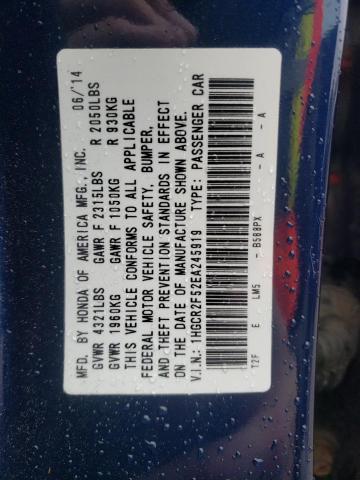 MFD. BY HONDA OF AMERICA MFG., INC. 06/'14
GVWR 4321LBS GAWR F 2315LBS R 2050LBS
GVWR 1960KG GAWR F 1050KG R 930KG
THIS VEHICLE CONFORMS TO ALL APPLICABLE
FEDERAL MOTOR VEHICLE SAFETY, BUMPER,
AND THEFT PREVENTION STANDARDS IN EFFECT
ON THE DATE OF MANUFACTURE SHOWN ABOVE.
V.I.N.: 1HGCR2F52EA245919 TYPE: PASSENGER CAR
T2F E LM5 - B588PX - A - A